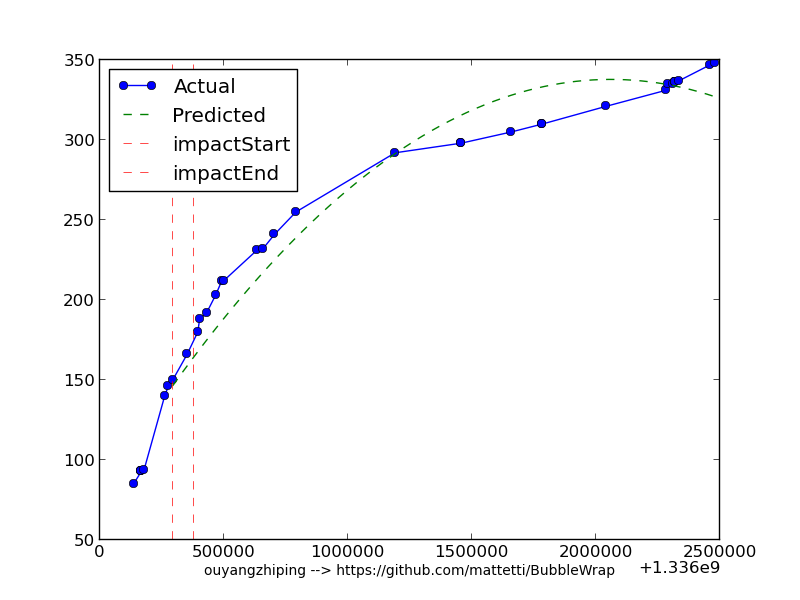 350
300
250
200
150
100
50
Actual
Predicted
impactStart
impactEnd
0 500000 1000000 1500000 2000000 2500000
+1.336e9
ouyangzhiping --> https://github.com/mattetti/BubbleWrap